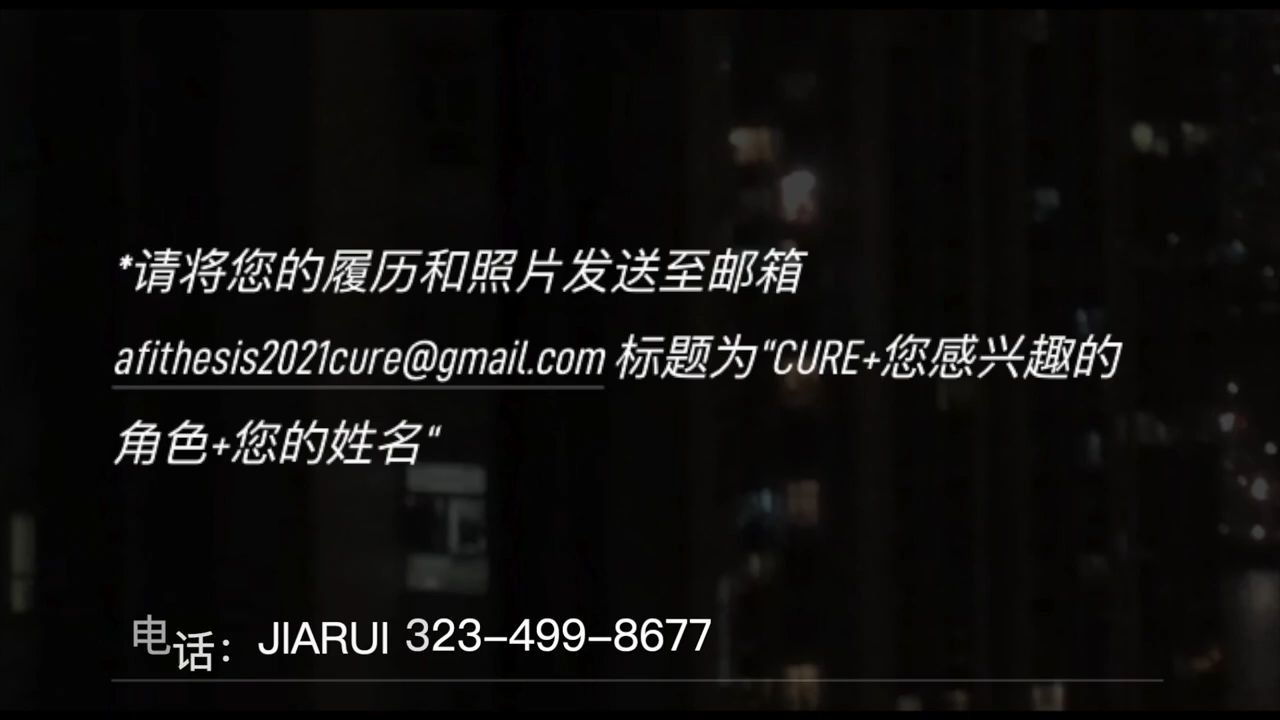 *请将您的履历和照片发送至邮箱
afithesis2021cure@gmail.com 标题为“CURE+您感兴趣的
角色+您的姓名“
电话：JIARUI 323-499-8677